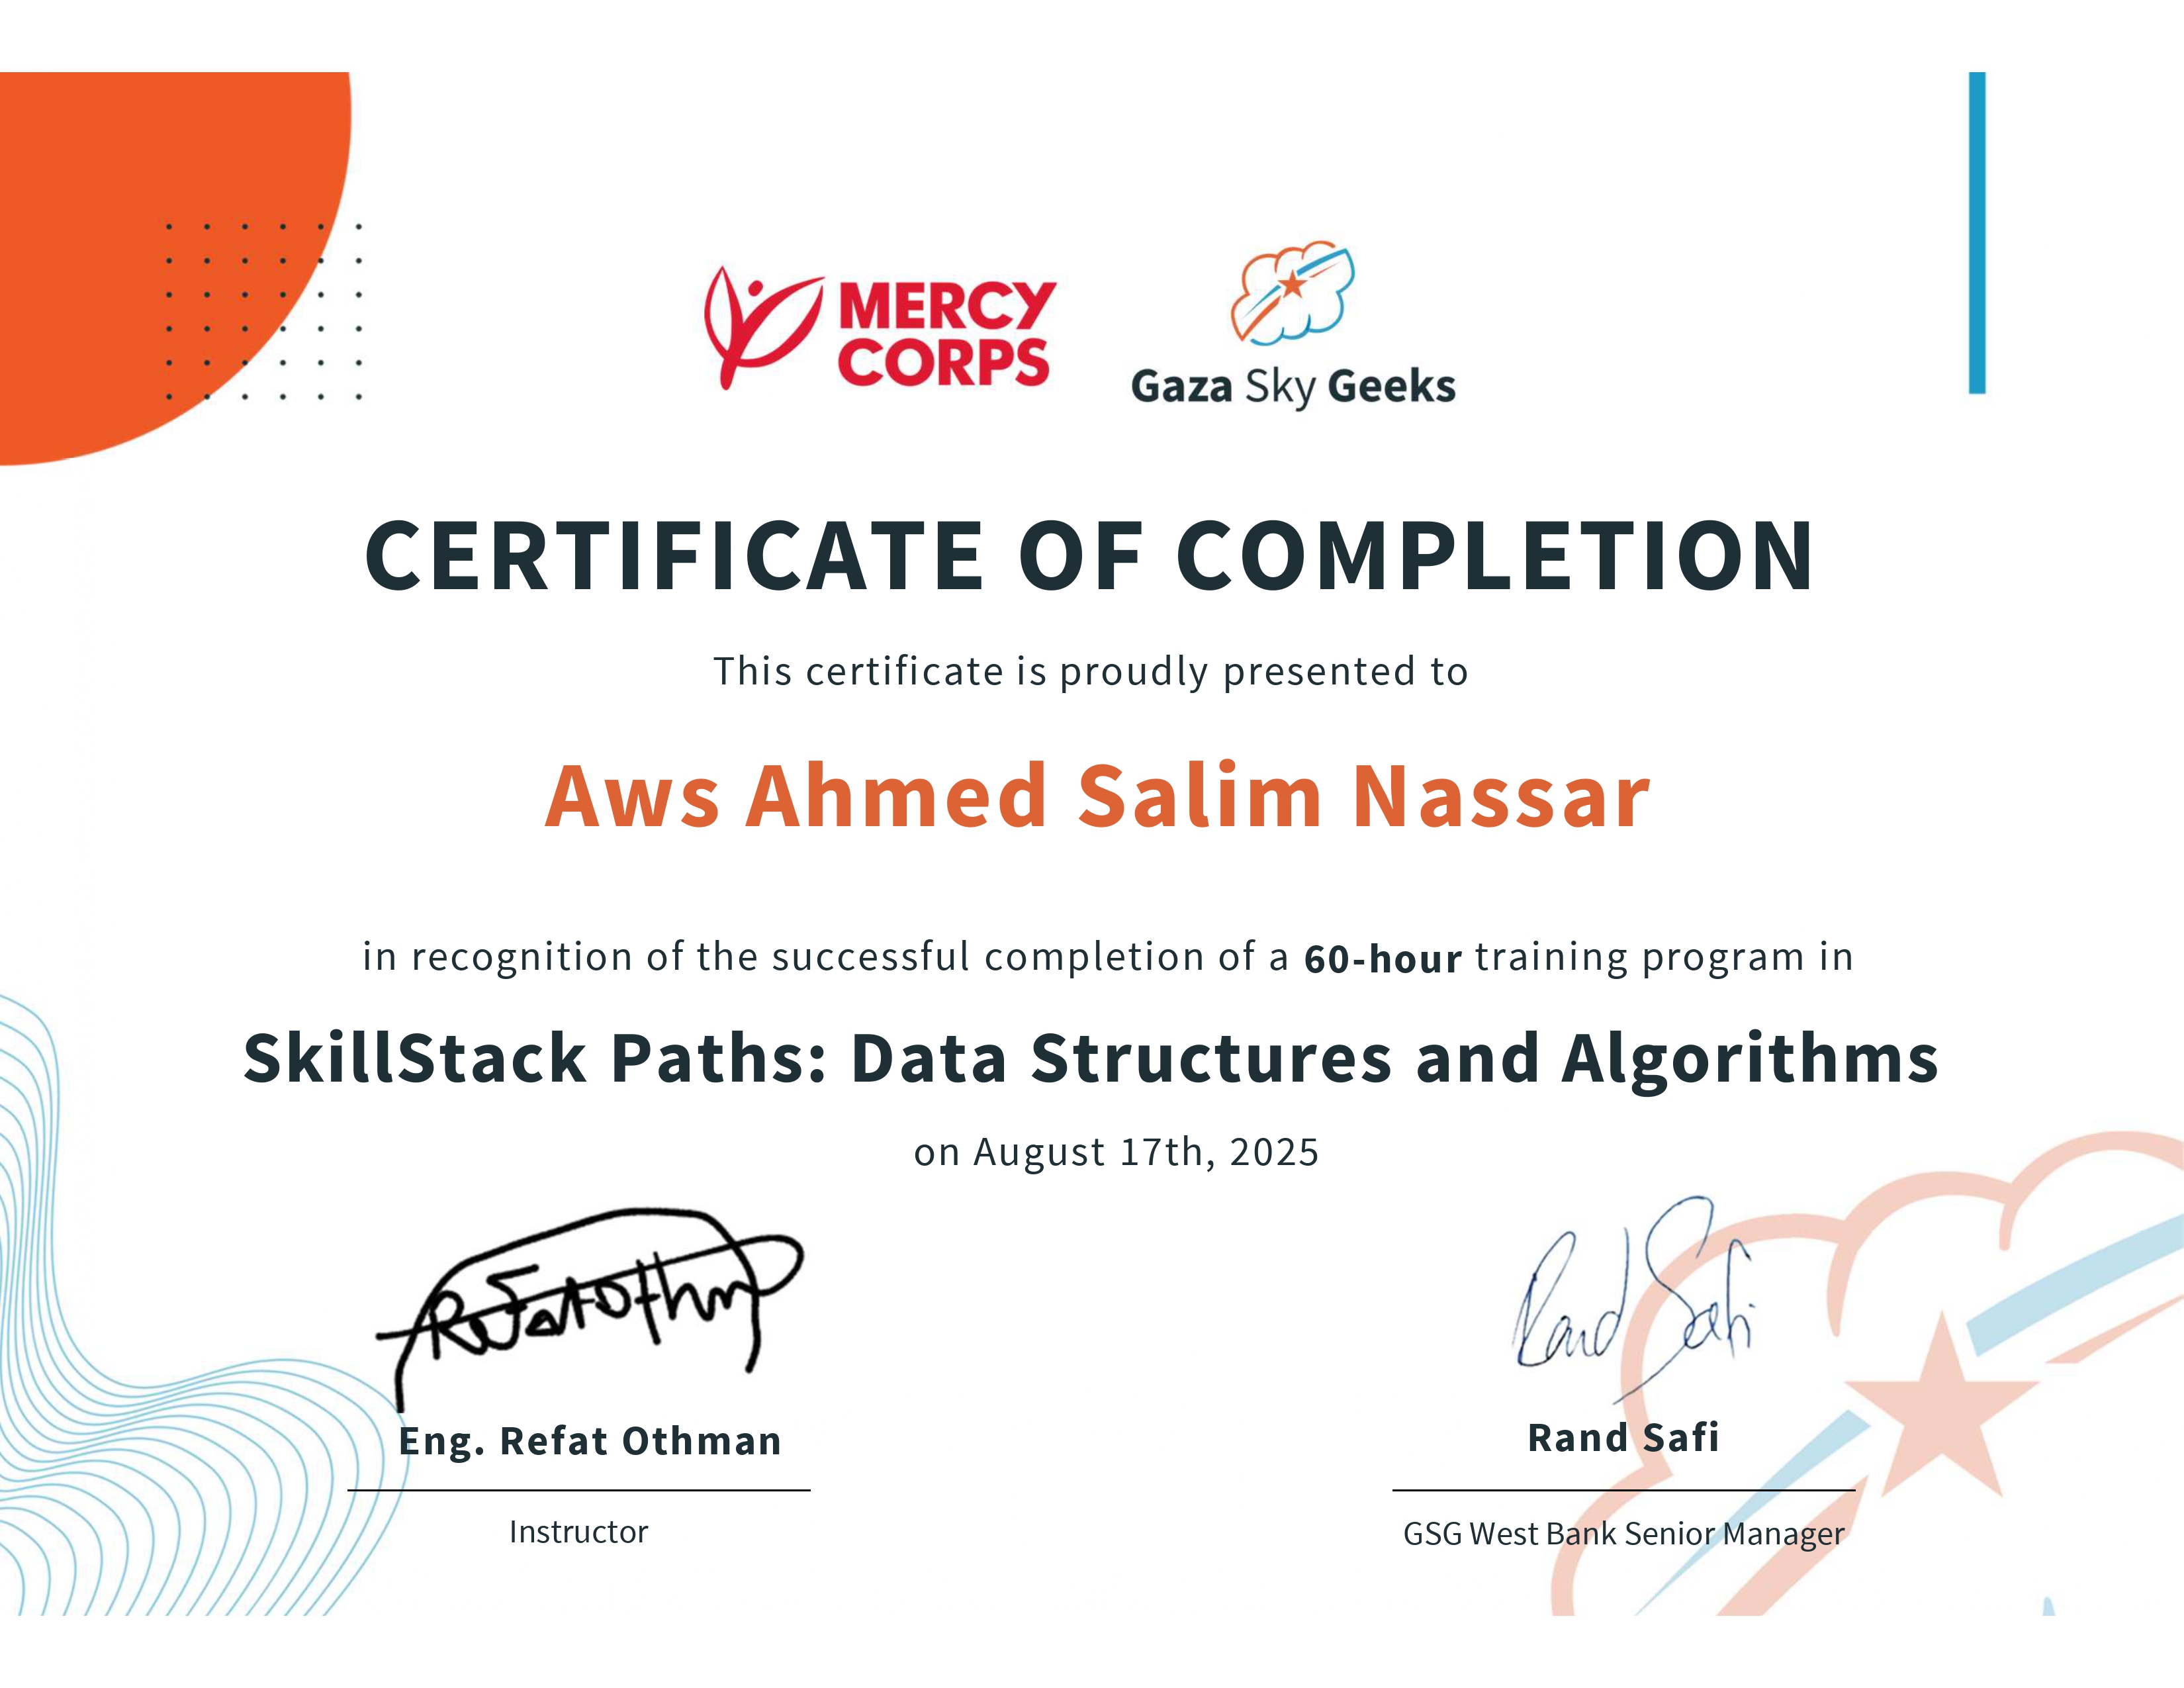 MERCY
CORPS
Gaza Sky Geeks
CERTIFICATE OF COMPLETION
This certificate is proudly presented to
Aws Ahmed Salim Nassar
in recognition of the successful completion of a 60-hour training program in
SkillStack Paths: Data Structures and Algorithms
on August 17th, 2025
Refat Othman
Rand Safi
Eng. Refat Othman
Rand Safi
Instructor
GSG West Bank Senior Manager